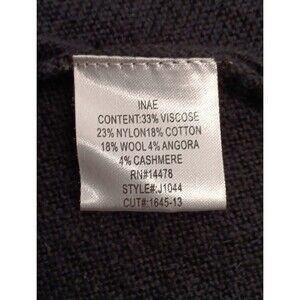 INAE
CONTENT:33% VISCOSE
23% NYLON18% COTTON
18% WOOL 4% ANGORA
4% CASHMERE
RN#14478
STYLE#:J1044
CUT#:1645-13